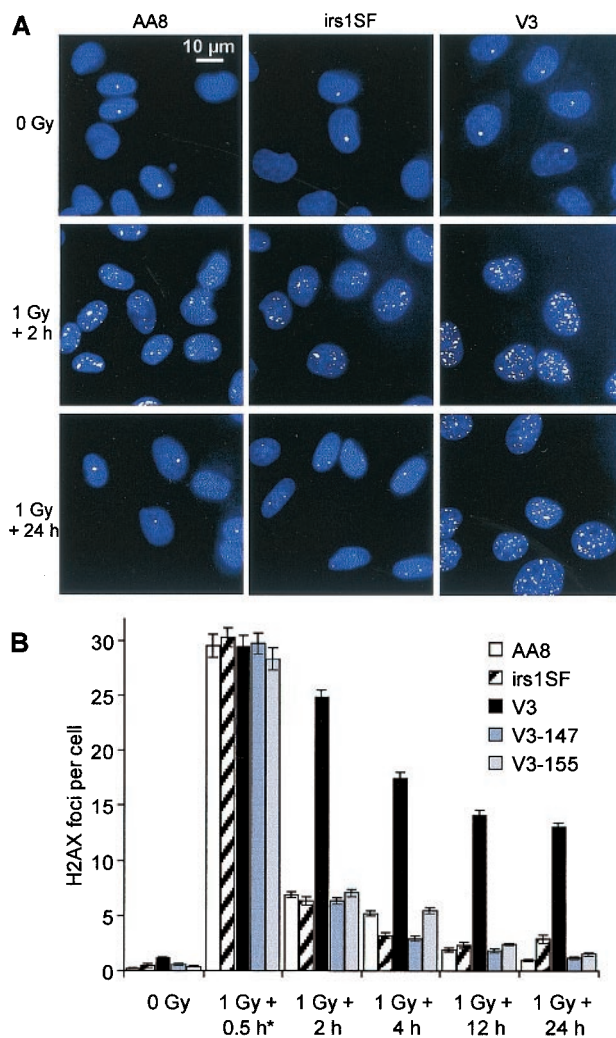 A
AA8 irs1SF V3
10 µm
0 Gy
1 Gy
+ 2 h
1 Gy
+ 24 h
B
H2AX foci per cell
30
25
20
15
10
5
0
AA8
irs1SF
V3
V3-147
V3-155
0 Gy 1 Gy + 1 Gy + 1 Gy + 1 Gy + 1 Gy +
0.5 h* 2 h 4 h 12 h 24 h